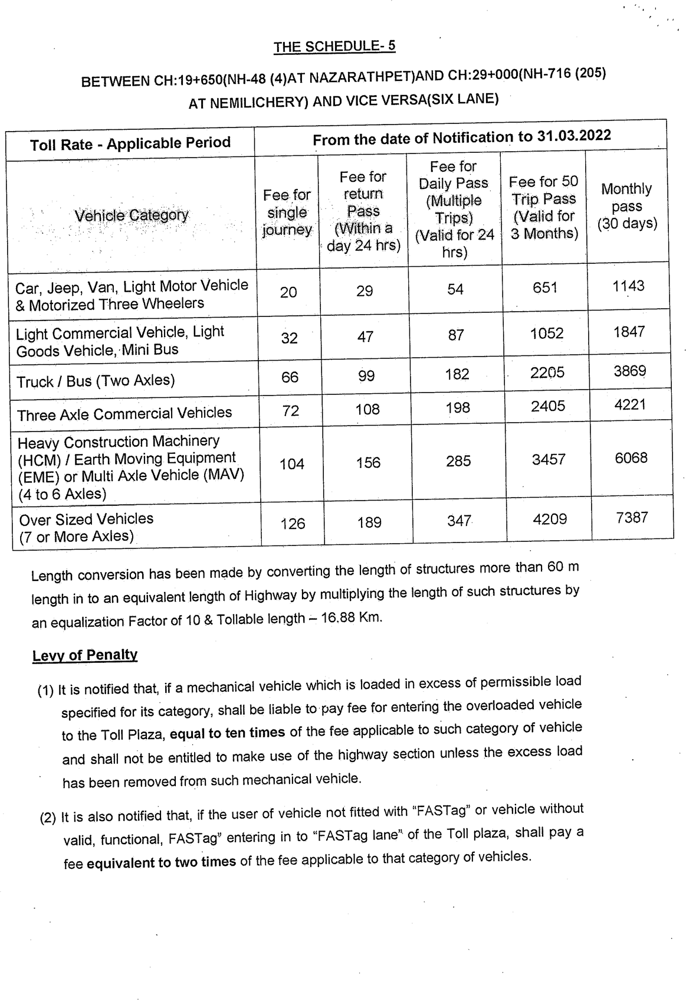 THE SCHEDULE- 5
BETWEEN CH:19+650(NH-48 (4)AT NAZARATHPET)AND CH:29+000(NH-716 (205)
AT NEMILICHERY) AND VICE VERSA(SIX LANE)
Toll Rate - Applicable Period
From the date of Notification to 31.03.2022
Vehicle Category
Fee for
single
journey
Fee for
return
Pass
(Within a
day 24 hrs)
Fee for
Daily Pass
(Multiple
Trips)
(Valid for 24
hrs)
Fee for 50
Trip Pass
(Valid for
3 Months)
Monthly
pass
(30 days)
Car, Jeep, Van, Light Motor Vehicle
& Motorized Three Wheelers
20
29
54
651
1143
Light Commercial Vehicle, Light
Goods Vehicle, Mini Bus
32
47
87
1052
1847
Truck / Bus (Two Axles)
66
99
182
2205
3869
Three Axle Commercial Vehicles
72
108
198
2405
4221
Heavy Construction Machinery
(HCM) / Earth Moving Equipment
(EME) or Multi Axle Vehicle (MAV)
(4 to 6 Axles)
104
156
285
3457
6068
Over Sized Vehicles
(7 or More Axles)
126
189
347
4209
7387
Length conversion has been made by converting the length of structures more than 60 m
length in to an equivalent length of Highway by multiplying the length of such structures by
an equalization Factor of 10 & Tollable length – 16.88 Km.
Levy of Penalty
(1) It is notified that, if a mechanical vehicle which is loaded in excess of permissible load
specified for its category, shall be liable to pay fee for entering the overloaded vehicle
to the Toll Plaza, equal to ten times of the fee applicable to such category of vehicle
and shall not be entitled to make use of the highway section unless the excess load
has been removed from such mechanical vehicle.
(2) It is also notified that, if the user of vehicle not fitted with “FASTag” or vehicle without
valid, functional, FASTag” entering in to “FASTag lane” of the Toll plaza, shall pay a
fee equivalent to two times of the fee applicable to that category of vehicles.